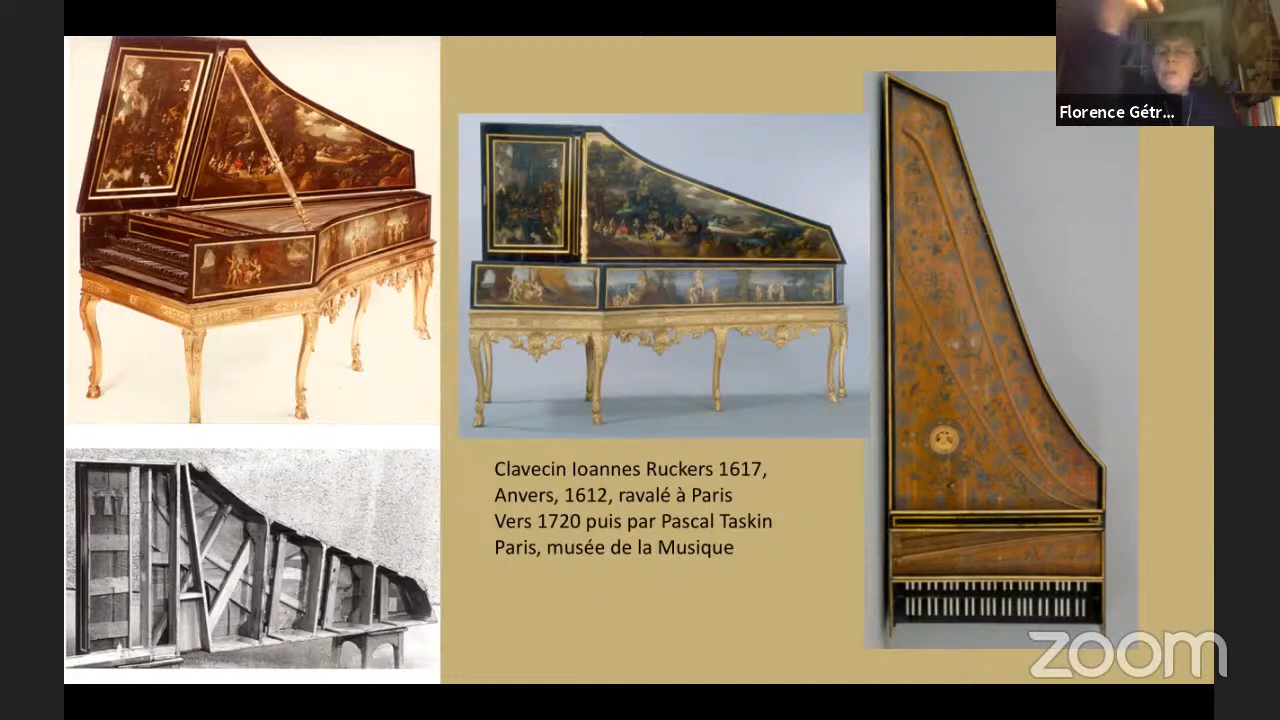 Florence Gétr...
Clavecin Ioannes Ruckers 1617,
Anvers, 1612, ravalé à Paris
Vers 1720 puis par Pascal Taskin
Paris, musée de la Musique
zoom